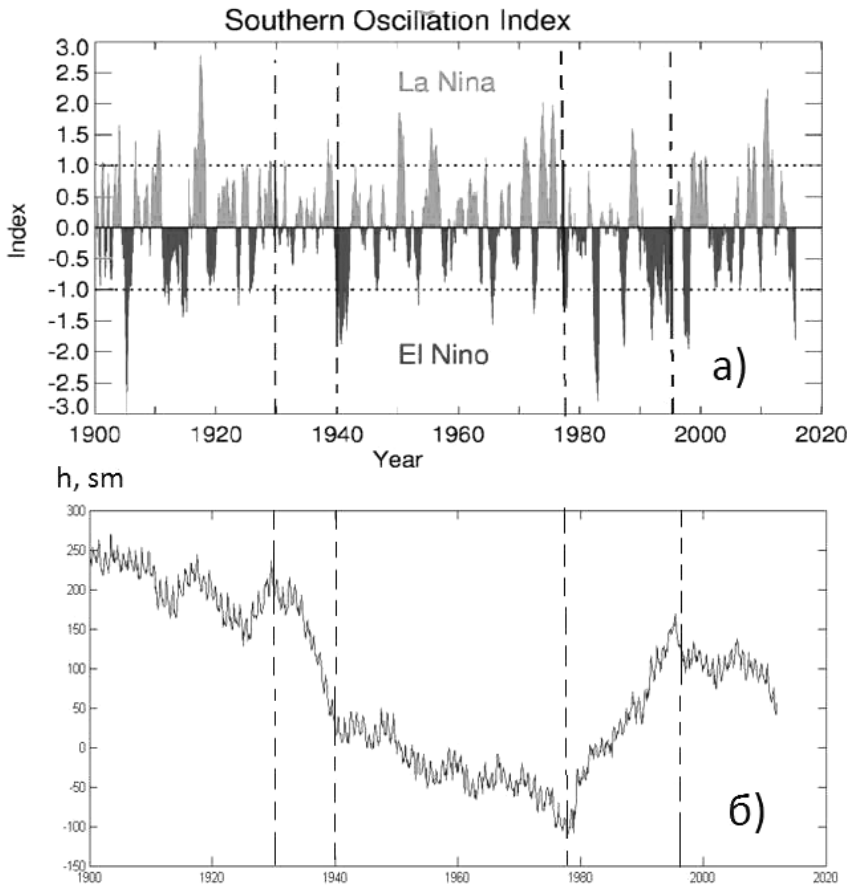 Southern Oscillation Index
3.0
2.5
2.0
1.5
1.0
0.5
0.0
-0.5
-1.0
-1.5
-2.0
-2.5
-3.0
Index
La Nina
El Nino
а)
1900 1920 1940 1960 1980 2000 2020
Year
h, sm
300
250
200
150
100
50
0
-50
-100
-150
б)
1900 1920 1940 1960 1980 2000 2020